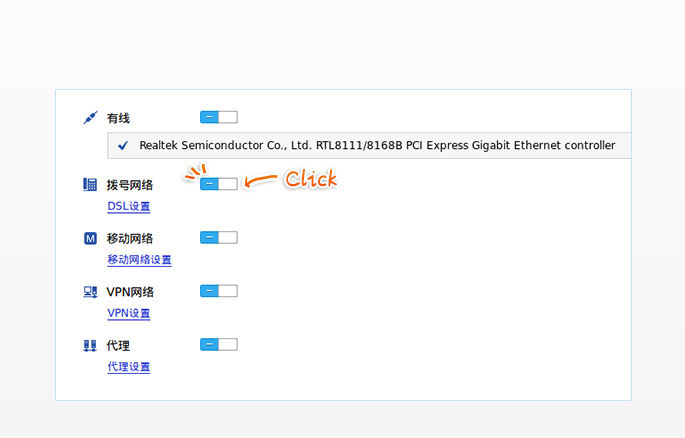 有线
Realtek Semiconductor Co., Ltd. RTL8111/8168B PCI Express Gigabit Ethernet controller
拨号网络
Click
DSL设置
M 移动网络
移动网络设置
VPN网络
VPN设置
代理
代理设置